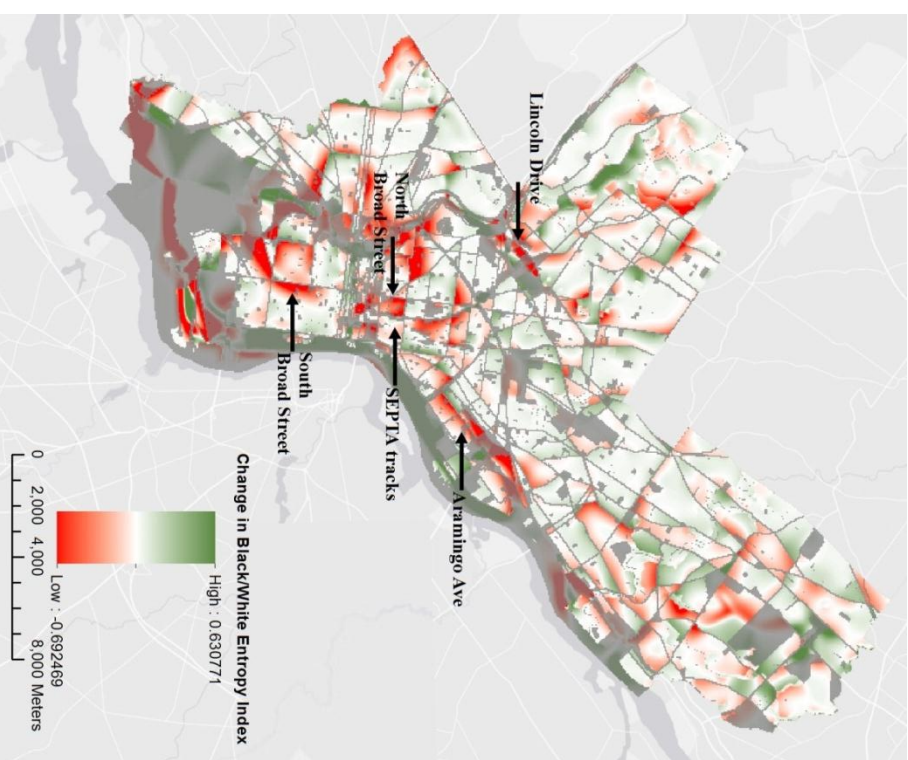 Lincoln Drive
North
Broad Street
SEPTA tracks
South
Broad Street
Aramingo Ave
Change in Black/White Entropy Index
High : 0.630771
Low : -0.692469
0 2,000 4,000 8,000 Meters